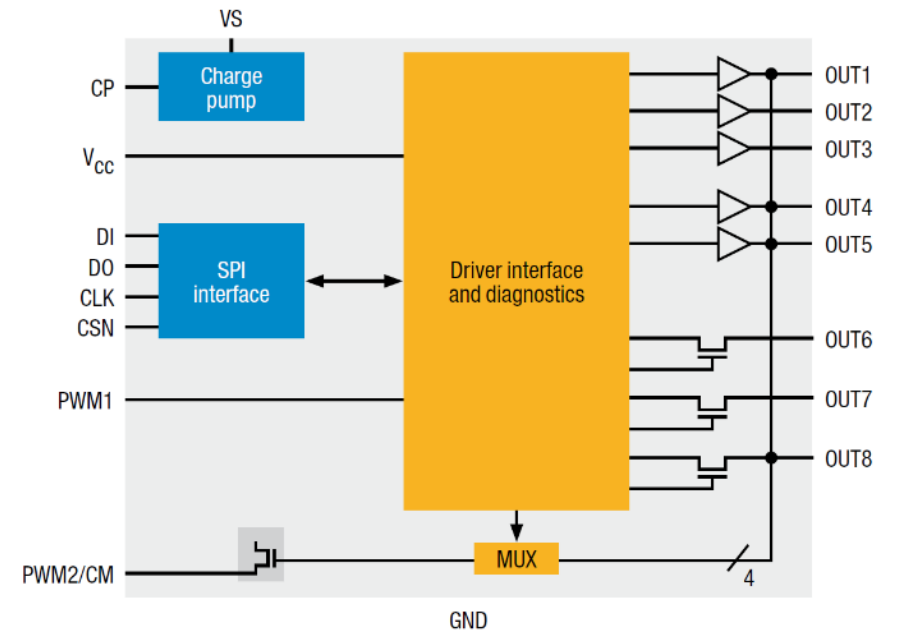 VS
CP
Charge
pump
V_CC
DI
DO
CLK
CSN
SPI
interface
PWM1
Driver interface
and diagnostics
OUT1
OUT2
OUT3
OUT4
OUT5
OUT6
OUT7
OUT8
MUX
4
PWM2/CM
GND